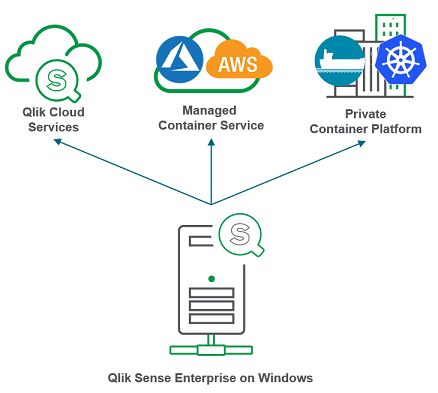 S
AWS
Qlik Cloud
Services
Managed
Container Service
Private
Container Platform
S
Qlik Sense Enterprise on Windows